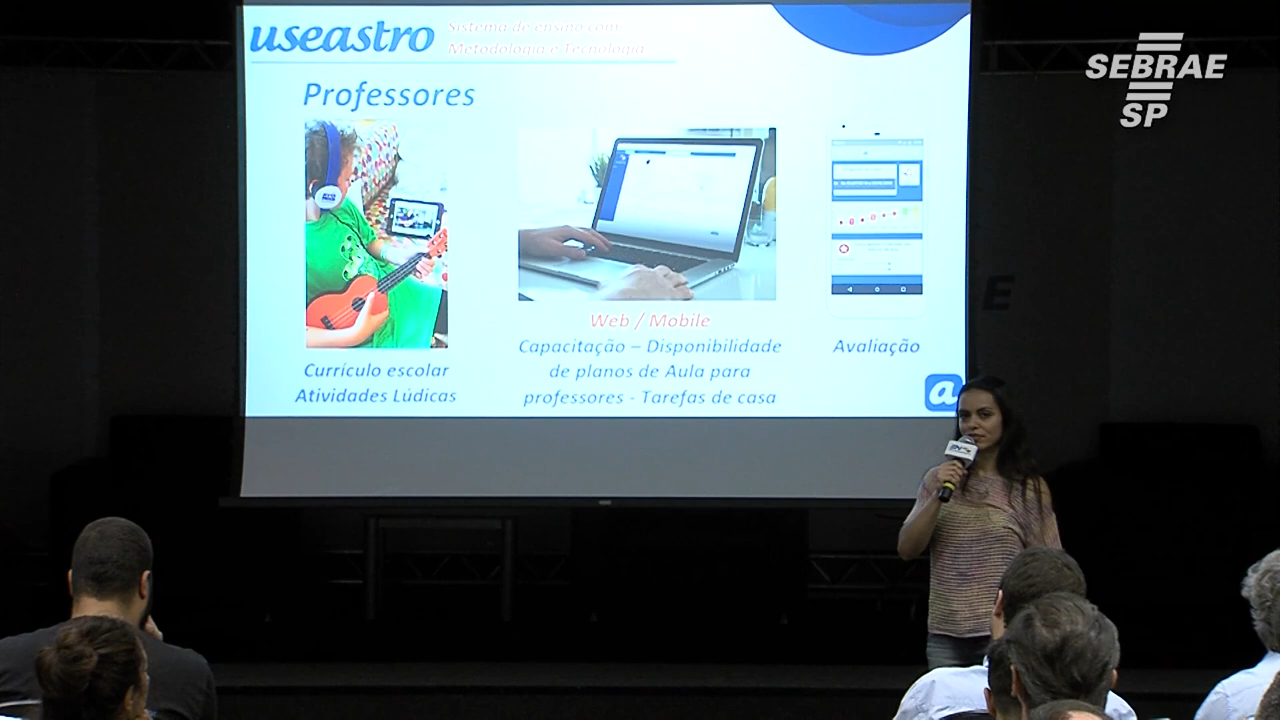 useastro
Sistema de ensino com
Metodologia e Tecnologia
SEBRAE
SP
Professores
Web / Mobile
Capacitação – Disponibilidade
de planos de Aula para
professores - Tarefas de casa
Avaliação
Currículo escolar
Atividades Lúdicas
a
E